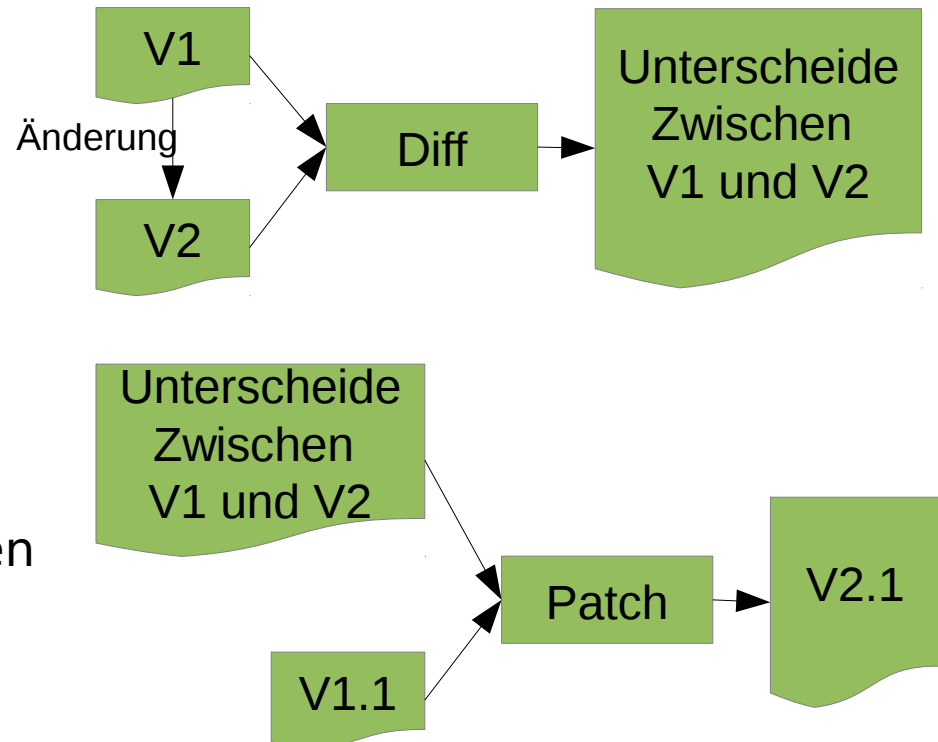 V1
Änderung
V2
Diff
Unterscheide
Zwischen
V1 und V2
Unterscheide
Zwischen
V1 und V2
en
Patch
V1.1
V2.1